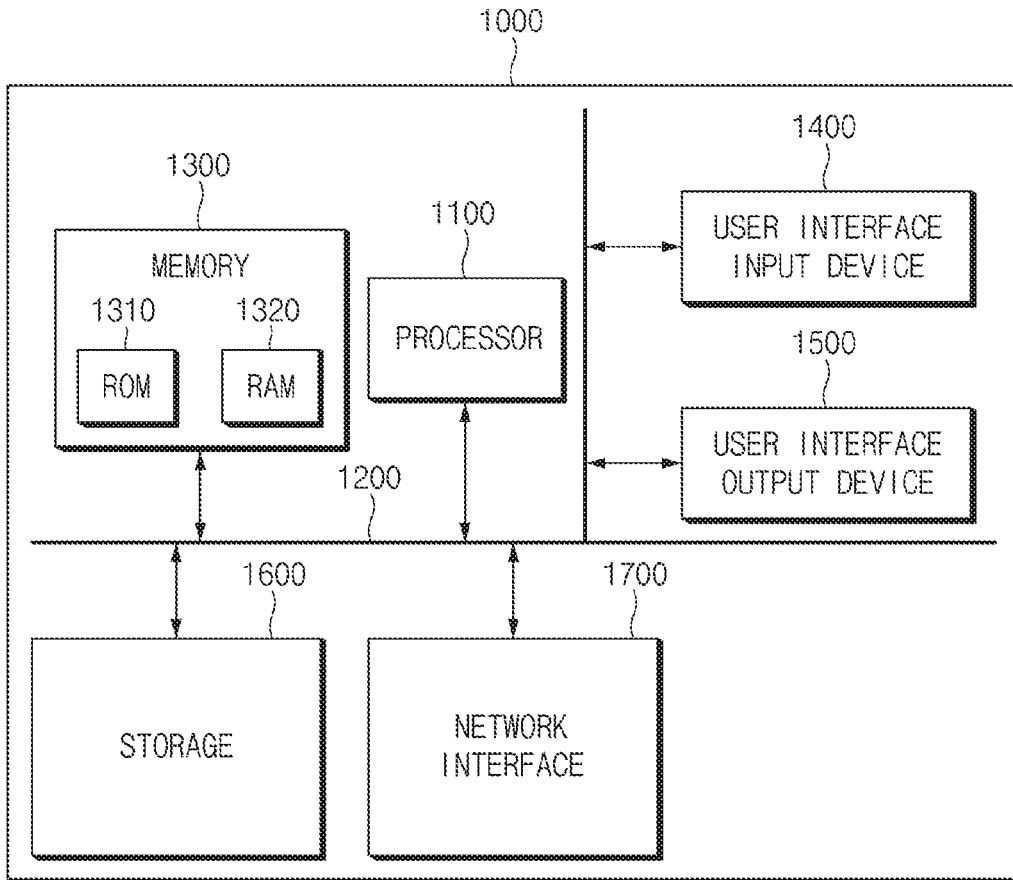 1000
1400
1300
1100
USER INTERFACE
INPUT DEVICE
MEMORY
1310
1320
PROCESSOR
ROM
RAM
1500
USER INTERFACE
OUTPUT DEVICE
1200
1600
1700
STORAGE
NETWORK
INTERFACE